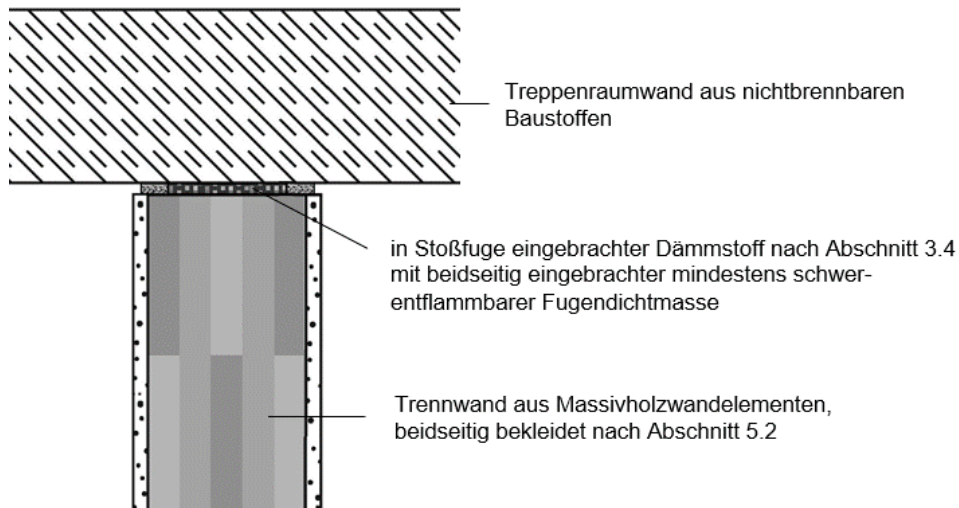 Treppenraumwand aus nichtbrennbaren
Baustoffen
in Stoßfuge eingebrachter Dämmstoff nach Abschnitt 3.4
mit beidseitig eingebrachter mindestens schwer-
entflammbarer Fugendichtmasse
Trennwand aus Massivholzwandelementen,
beidseitig bekleidet nach Abschnitt 5.2